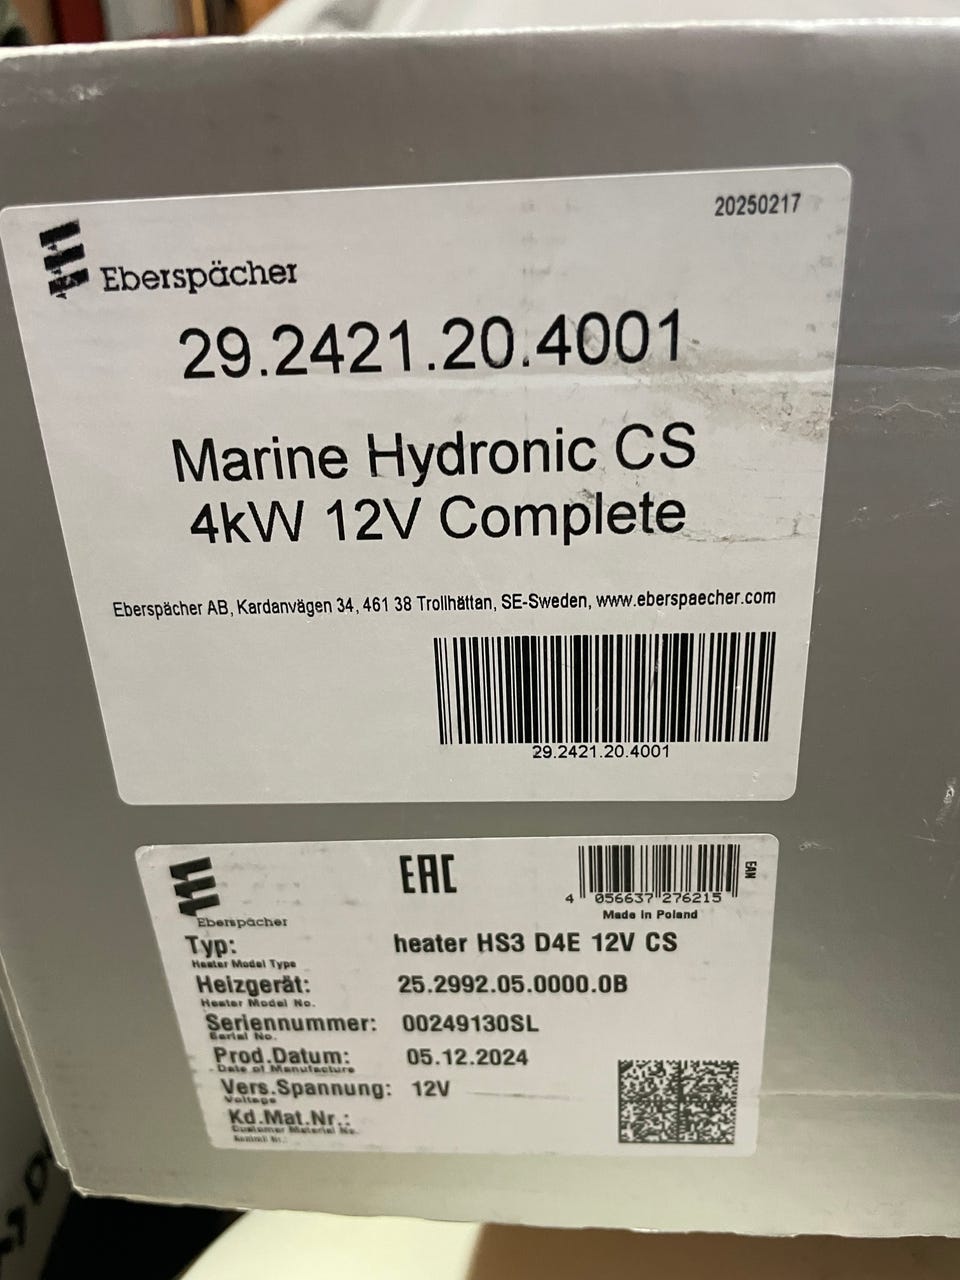 20250217
Eberspächer
29.2421.20.4001
Marine Hydronic CS
4kW 12V Complete
Eberspächer AB, Kardanvägen 34, 461 38 Trollhättan, SE-Sweden, www.eberspaecher.com
29.2421.20.4001
Eberspächer
EAC
EAN
4 056637 276215
Made in Poland
Typ: heater HS3 D4E 12V CS
Heater Model Type
Heizgerät: 25.2992.05.0000.0B
Heater Model No.
Seriennummer: 00249130SL
Serial No.
Prod.Datum: 05.12.2024
Date of Manufacture
Vers.Spannung: 12V
Voltage
Kd.Mat.Nr.:
Customer Material No.